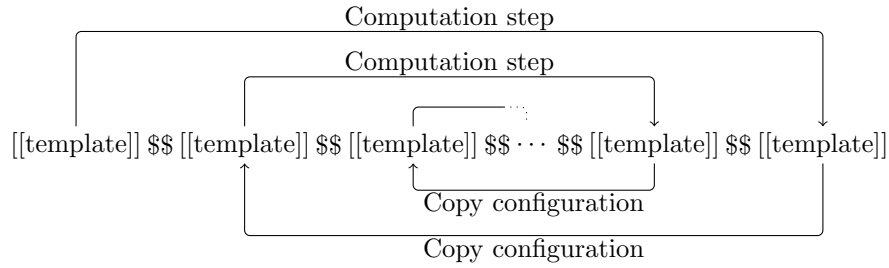 Computation step
Computation step
[[template]] $$ [[template]] $$ [[template]] $$ ⋯ $$ [[template]] $$ [[template]]
Copy configuration
Copy configuration